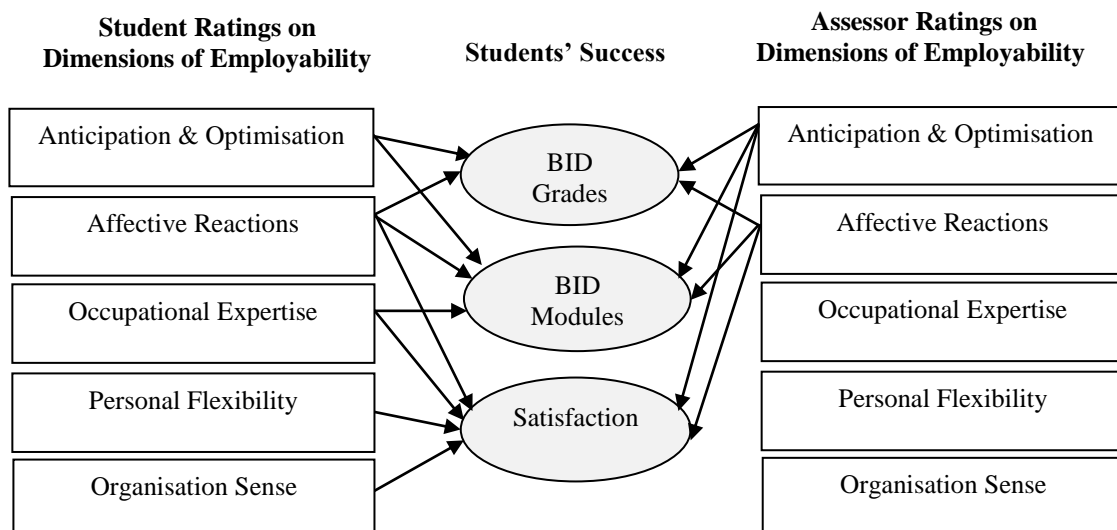 Student Ratings on
Dimensions of Employability
Students’ Success
Assessor Ratings on
Dimensions of Employability
Anticipation & Optimisation
Affective Reactions
Occupational Expertise
Personal Flexibility
Organisation Sense
BID
Grades
BID
Modules
Satisfaction
Anticipation & Optimisation
Affective Reactions
Occupational Expertise
Personal Flexibility
Organisation Sense